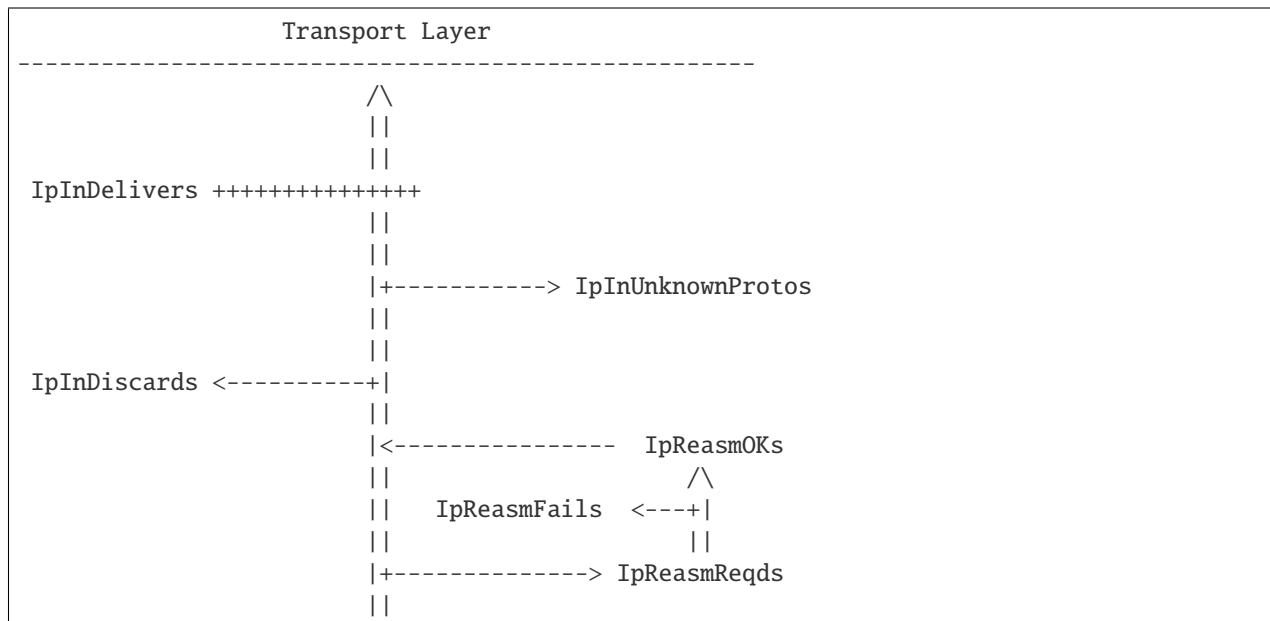 Transport Layer
-----------------------------------------------------
                         /\
                         ||
                         ||
 IpInDelivers +++++++++++++++
                         ||
                         ||
                         |+-----------> IpInUnknownProtos
                         ||
                         ||
 IpInDiscards <----------+|
                         ||
                         |<---------------- IpReasmOKs
                         ||                     /\
                         ||   IpReasmFails <---+|
                         ||                     ||
                         |+--------------> IpReasmReqds
                         ||